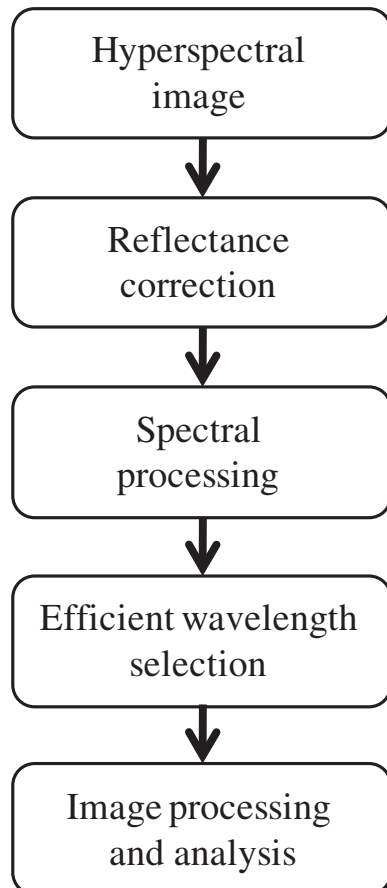 Hyperspectral
image
Reflectance
correction
Spectral
processing
Efficient wavelength
selection
Image processing
and analysis